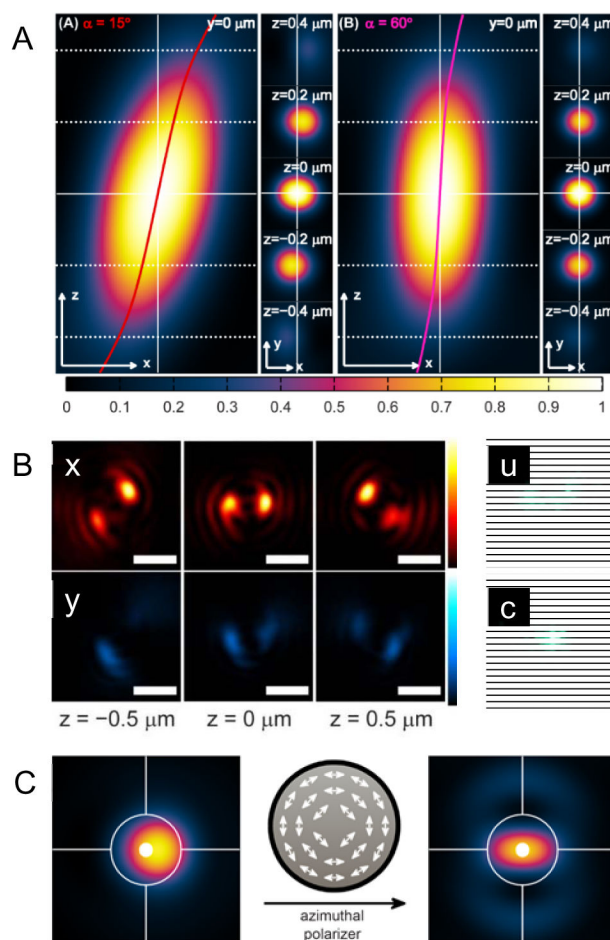 A
(A) α = 15° y=0 μm
z=0.4 μm
z=0.2 μm
z=0 μm
z=−0.2 μm
z=−0.4 μm
z
x
y
x
(B) α = 60° y=0 μm
z=0.4 μm
z=0.2 μm
z=0 μm
z=−0.2 μm
z=−0.4 μm
z
x
y
x
0 0.1 0.2 0.3 0.4 0.5 0.6 0.7 0.8 0.9 1
B
x
u
y
c
z = −0.5 μm z = 0 μm z = 0.5 μm
C
azimuthal
polarizer